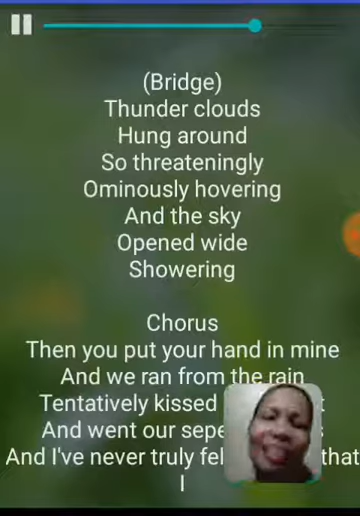 (Bridge)
Thunder clouds
Hung around
So threateningly
Ominously hovering
And the sky
Opened wide
Showering
Chorus
Then you put your hand in mine
And we ran from the rain
Tentatively kissed
And went our
And I've never truly that
I